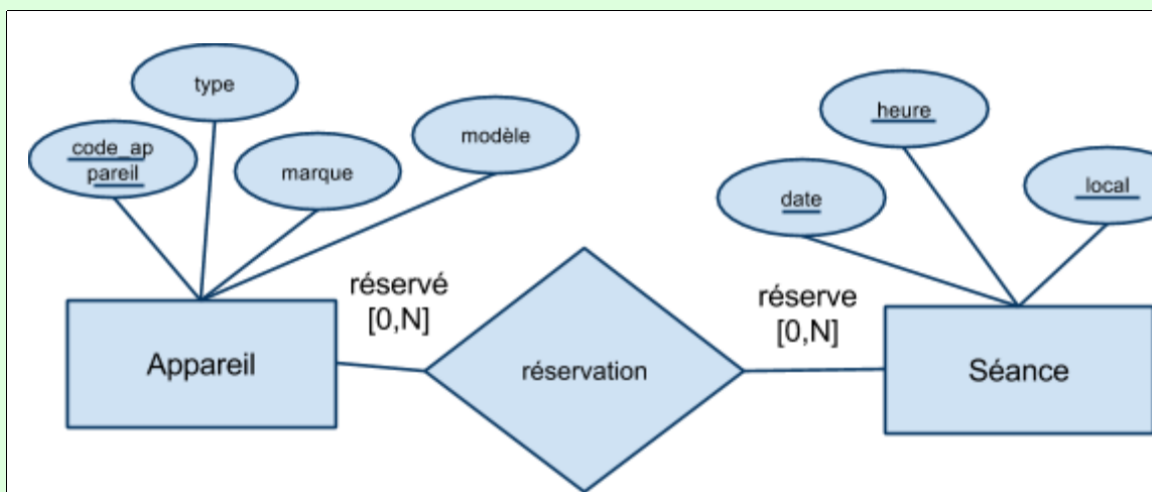 type
heure
modèle
code_ap
pareil
marque
local
date
réservé
[0,N]
réserve
[0,N]
Appareil
réservation
Séance